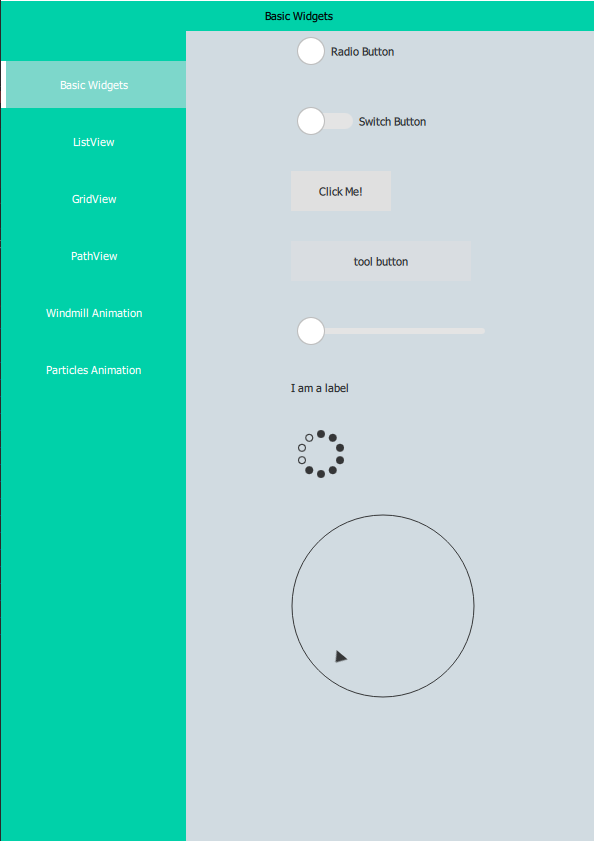 Basic Widgets
Basic Widgets
ListView
GridView
PathView
Windmill Animation
Particles Animation
Radio Button
Switch Button
Click Me!
tool button
I am a label